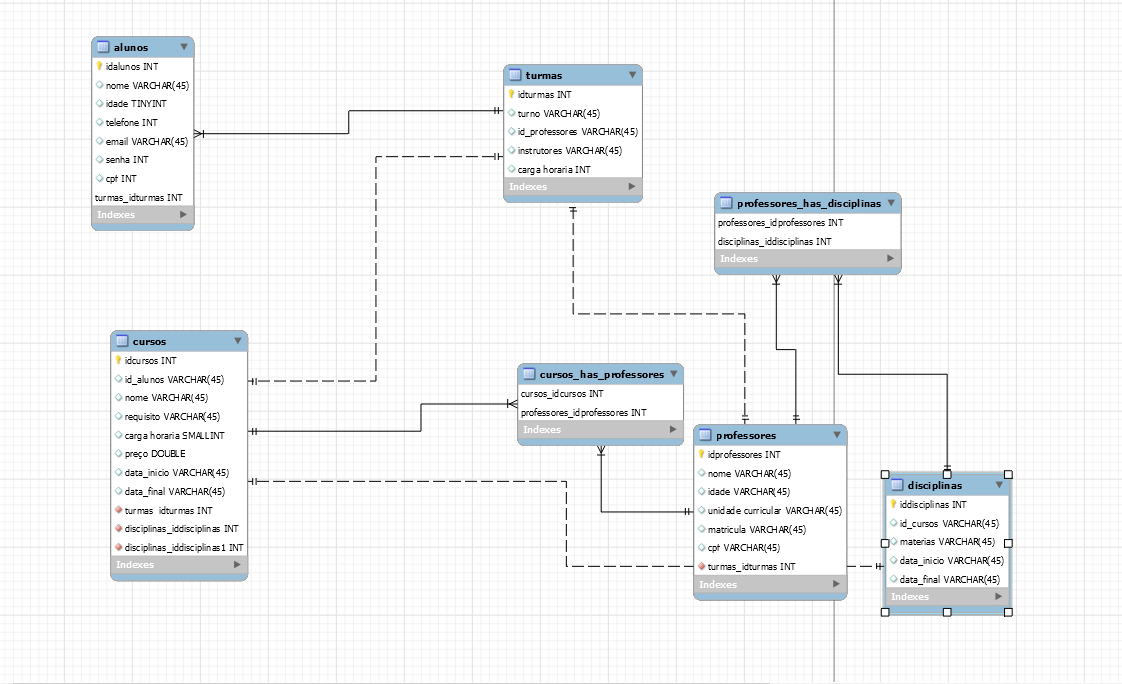 alunos
idalunos INT
nome VARCHAR(45)
idade TINYINT
telefone INT
email VARCHAR(45)
senha INT
cpf INT
turmas_idturmas INT
Indexes
turmas
idturmas INT
turno VARCHAR(45)
id_professores VARCHAR(45)
instrutores VARCHAR(45)
carga horaria INT
Indexes
professores_has_disciplinas
professores_idprofessores INT
disciplinas_iddisciplinas INT
Indexes
cursos
idcursos INT
id_alunos VARCHAR(45)
nome VARCHAR(45)
requisito VARCHAR(45)
carga horaria SMALLINT
preço DOUBLE
data_inicio VARCHAR(45)
data_final VARCHAR(45)
turmas_idturmas INT
disciplinas_iddisciplinas INT
disciplinas_iddisciplinas1 INT
Indexes
cursos_has_professores
cursos_idcursos INT
professores_idprofessores INT
Indexes
professores
idprofessores INT
nome VARCHAR(45)
idade VARCHAR(45)
unidade curricular VARCHAR(45)
matricula VARCHAR(45)
cpf VARCHAR(45)
turmas_idturmas INT
Indexes
disciplinas
iddisciplinas INT
id_cursos VARCHAR(45)
materias VARCHAR(45)
data_inicio VARCHAR(45)
data_final VARCHAR(45)
Indexes